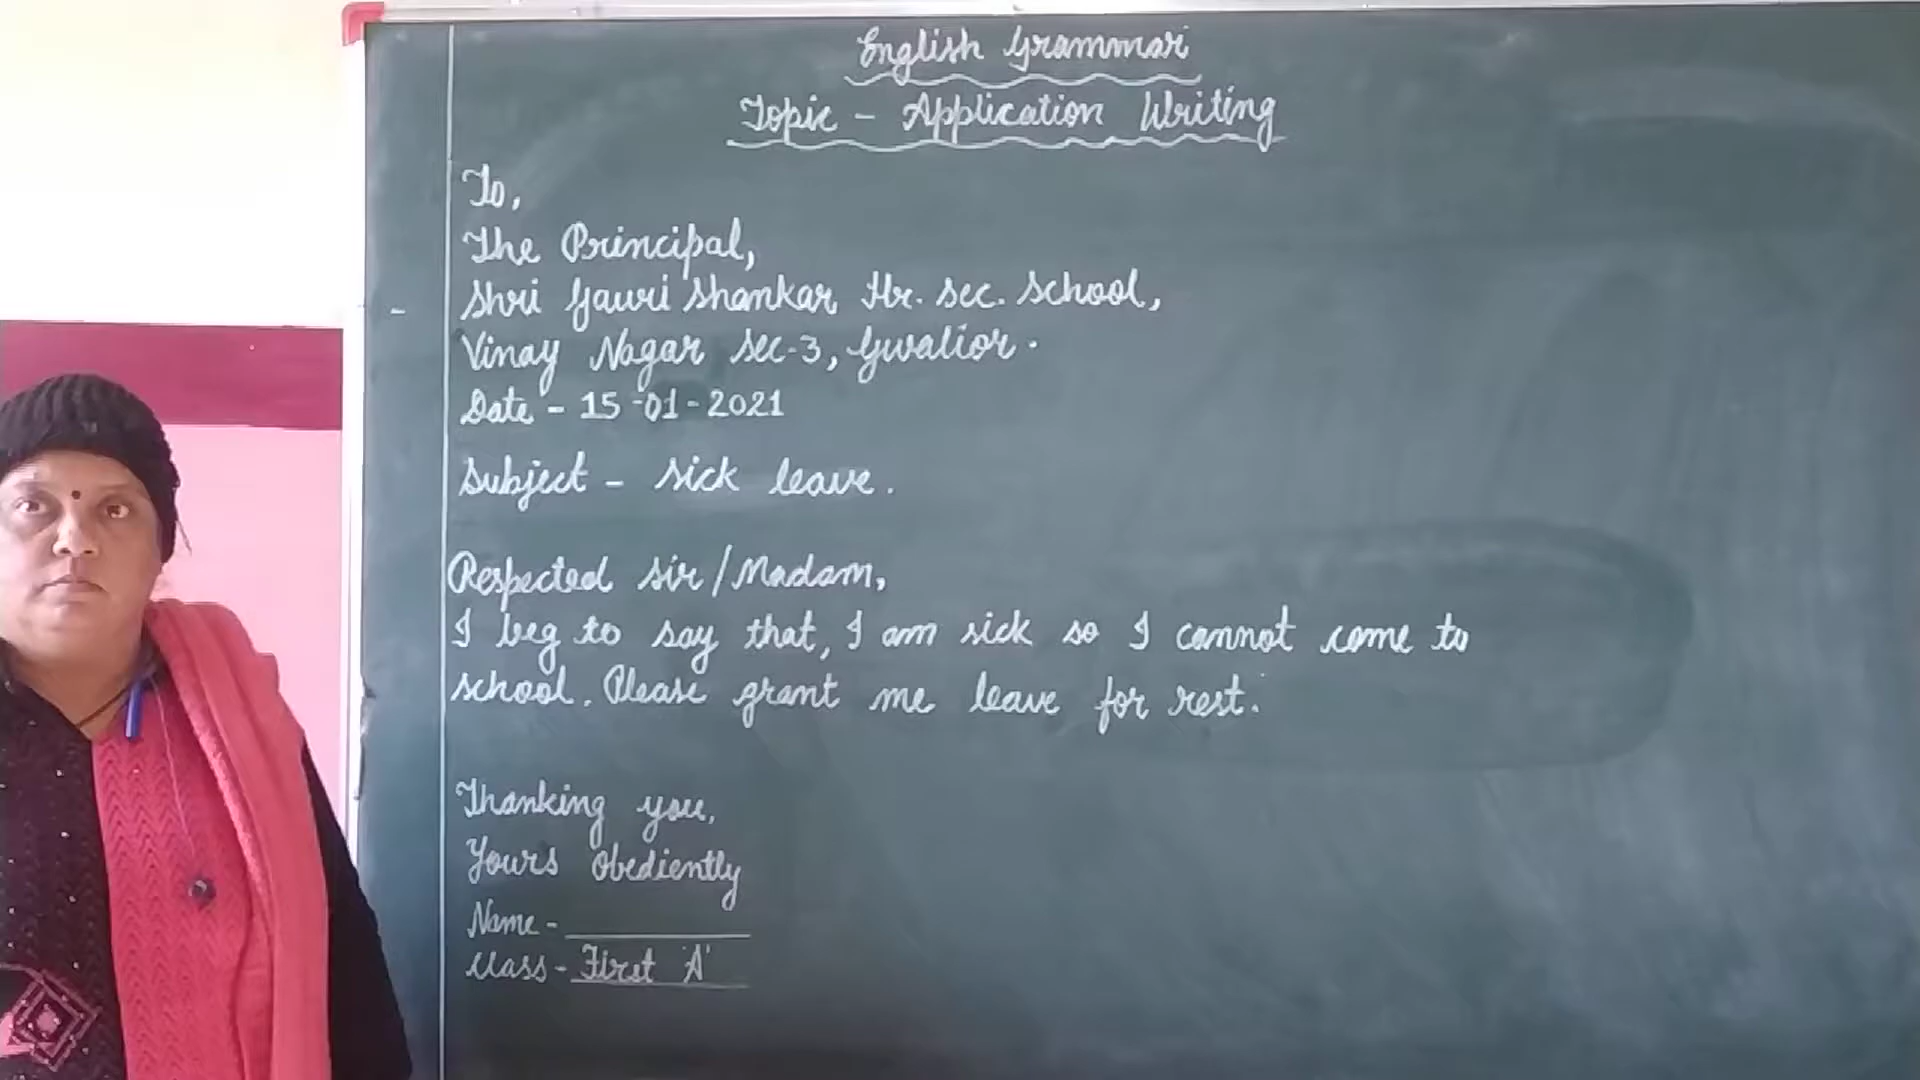 English Grammar
Topic - Application Writing
To,
The Principal,
Shri Gauri Shankar Hr. Sec. School,
Vinay Nagar Sec-3, Gwalior.
Date - 15-01-2021
Subject - Sick leave.
Respected Sir/Madam,
I beg to say that, I am sick so I cannot come to
school. Please grant me leave for rest.
Thanking you,
Yours Obediently
Name - ________
Class - First 'A'